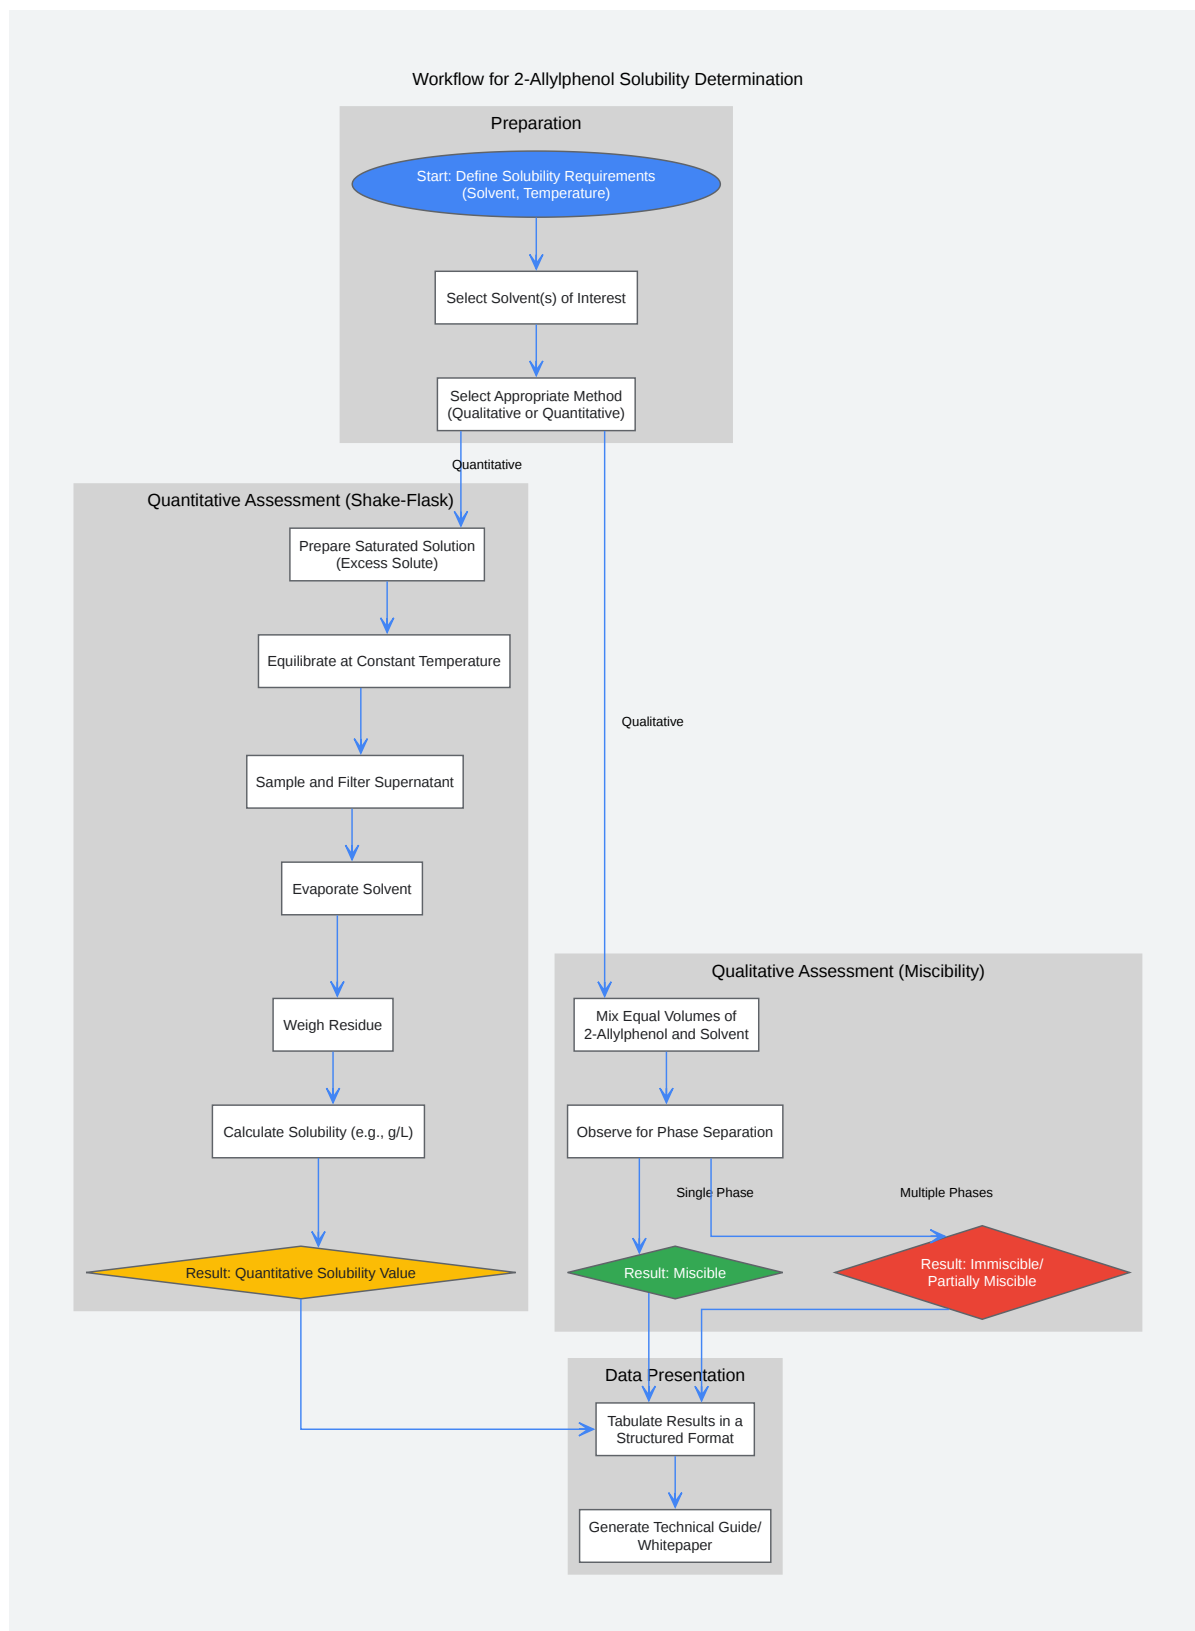 Workflow for 2-Allylphenol Solubility Determination
Preparation
Start: Define Solubility Requirements
(Solvent, Temperature)
Select Solvent(s) of Interest
Select Appropriate Method
(Qualitative or Quantitative)
Quantitative
Quantitative Assessment (Shake-Flask)
Prepare Saturated Solution
(Excess Solute)
Equilibrate at Constant Temperature
Sample and Filter Supernatant
Evaporate Solvent
Weigh Residue
Calculate Solubility (e.g., g/L)
Result: Quantitative Solubility Value
Qualitative
Qualitative Assessment (Miscibility)
Mix Equal Volumes of
2-Allylphenol and Solvent
Observe for Phase Separation
Single Phase
Multiple Phases
Result: Miscible
Result: Immiscible/
Partially Miscible
Data Presentation
Tabulate Results in a
Structured Format
Generate Technical Guide/
Whitepaper